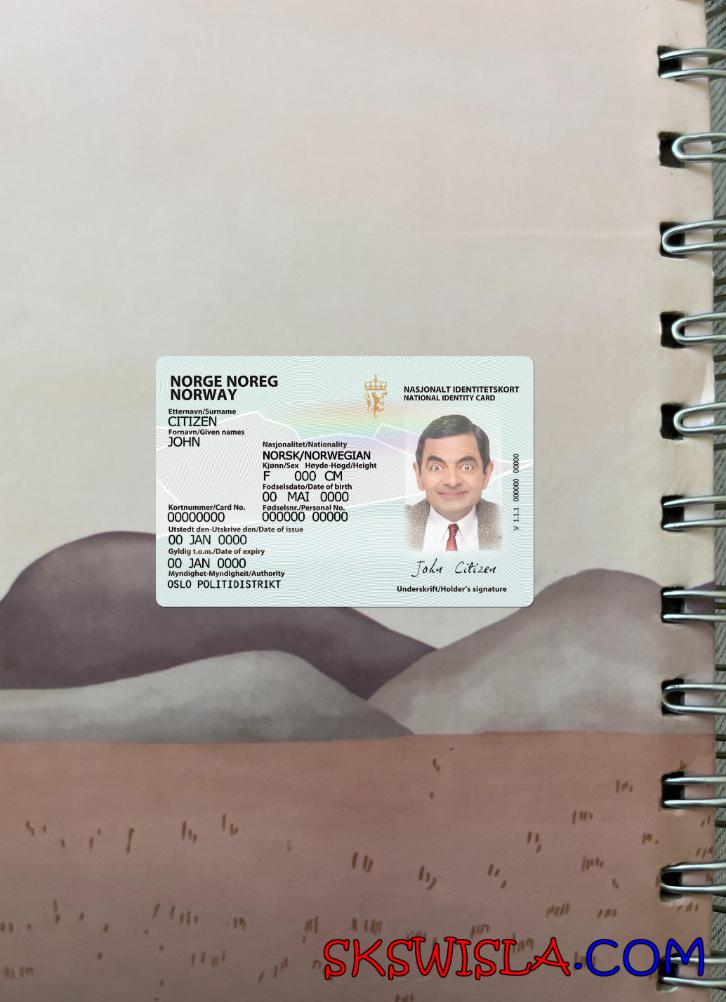 NORGE NOREG
NORWAY
NASJONALT IDENTITETSKORT
NATIONAL IDENTITY CARD
Etternavn/Surname
CITIZEN
Fornavn/Given names
JOHN
Nasjonalitet/Nationality
NORSK/NORWEGIAN
Kjønn/Sex Høyde-Høgd/Height
F 000 CM
Fødselsdato/Date of birth
00 MAI 0000
Kortnummer/Card No. Fødselsnr./Personal No.
00000000 000000 00000
Utstedt den-Utskrive den/Date of issue
00 JAN 0000
Gyldig t.o.m./Date of expiry
00 JAN 0000
Myndighet-Myndigheit/Authority
OSLO POLITIDISTRIKT
V 1.1.1 000000 00000
John Citizen
Underskrift/Holder's signature
SKSWISLA.COM